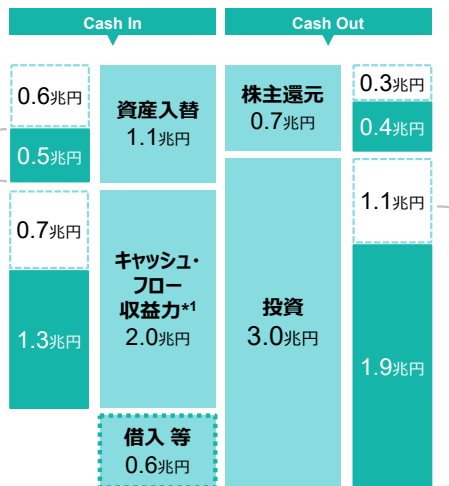 Cash In
Cash Out
0.6兆円
0.5兆円
資産入替
1.1兆円
株主還元
0.7兆円
0.3兆円
0.4兆円
0.7兆円
1.3兆円
キャッシュ・
フロー
収益力*1
2.0兆円
借入 等
0.6兆円
投資
3.0兆円
1.1兆円
1.9兆円